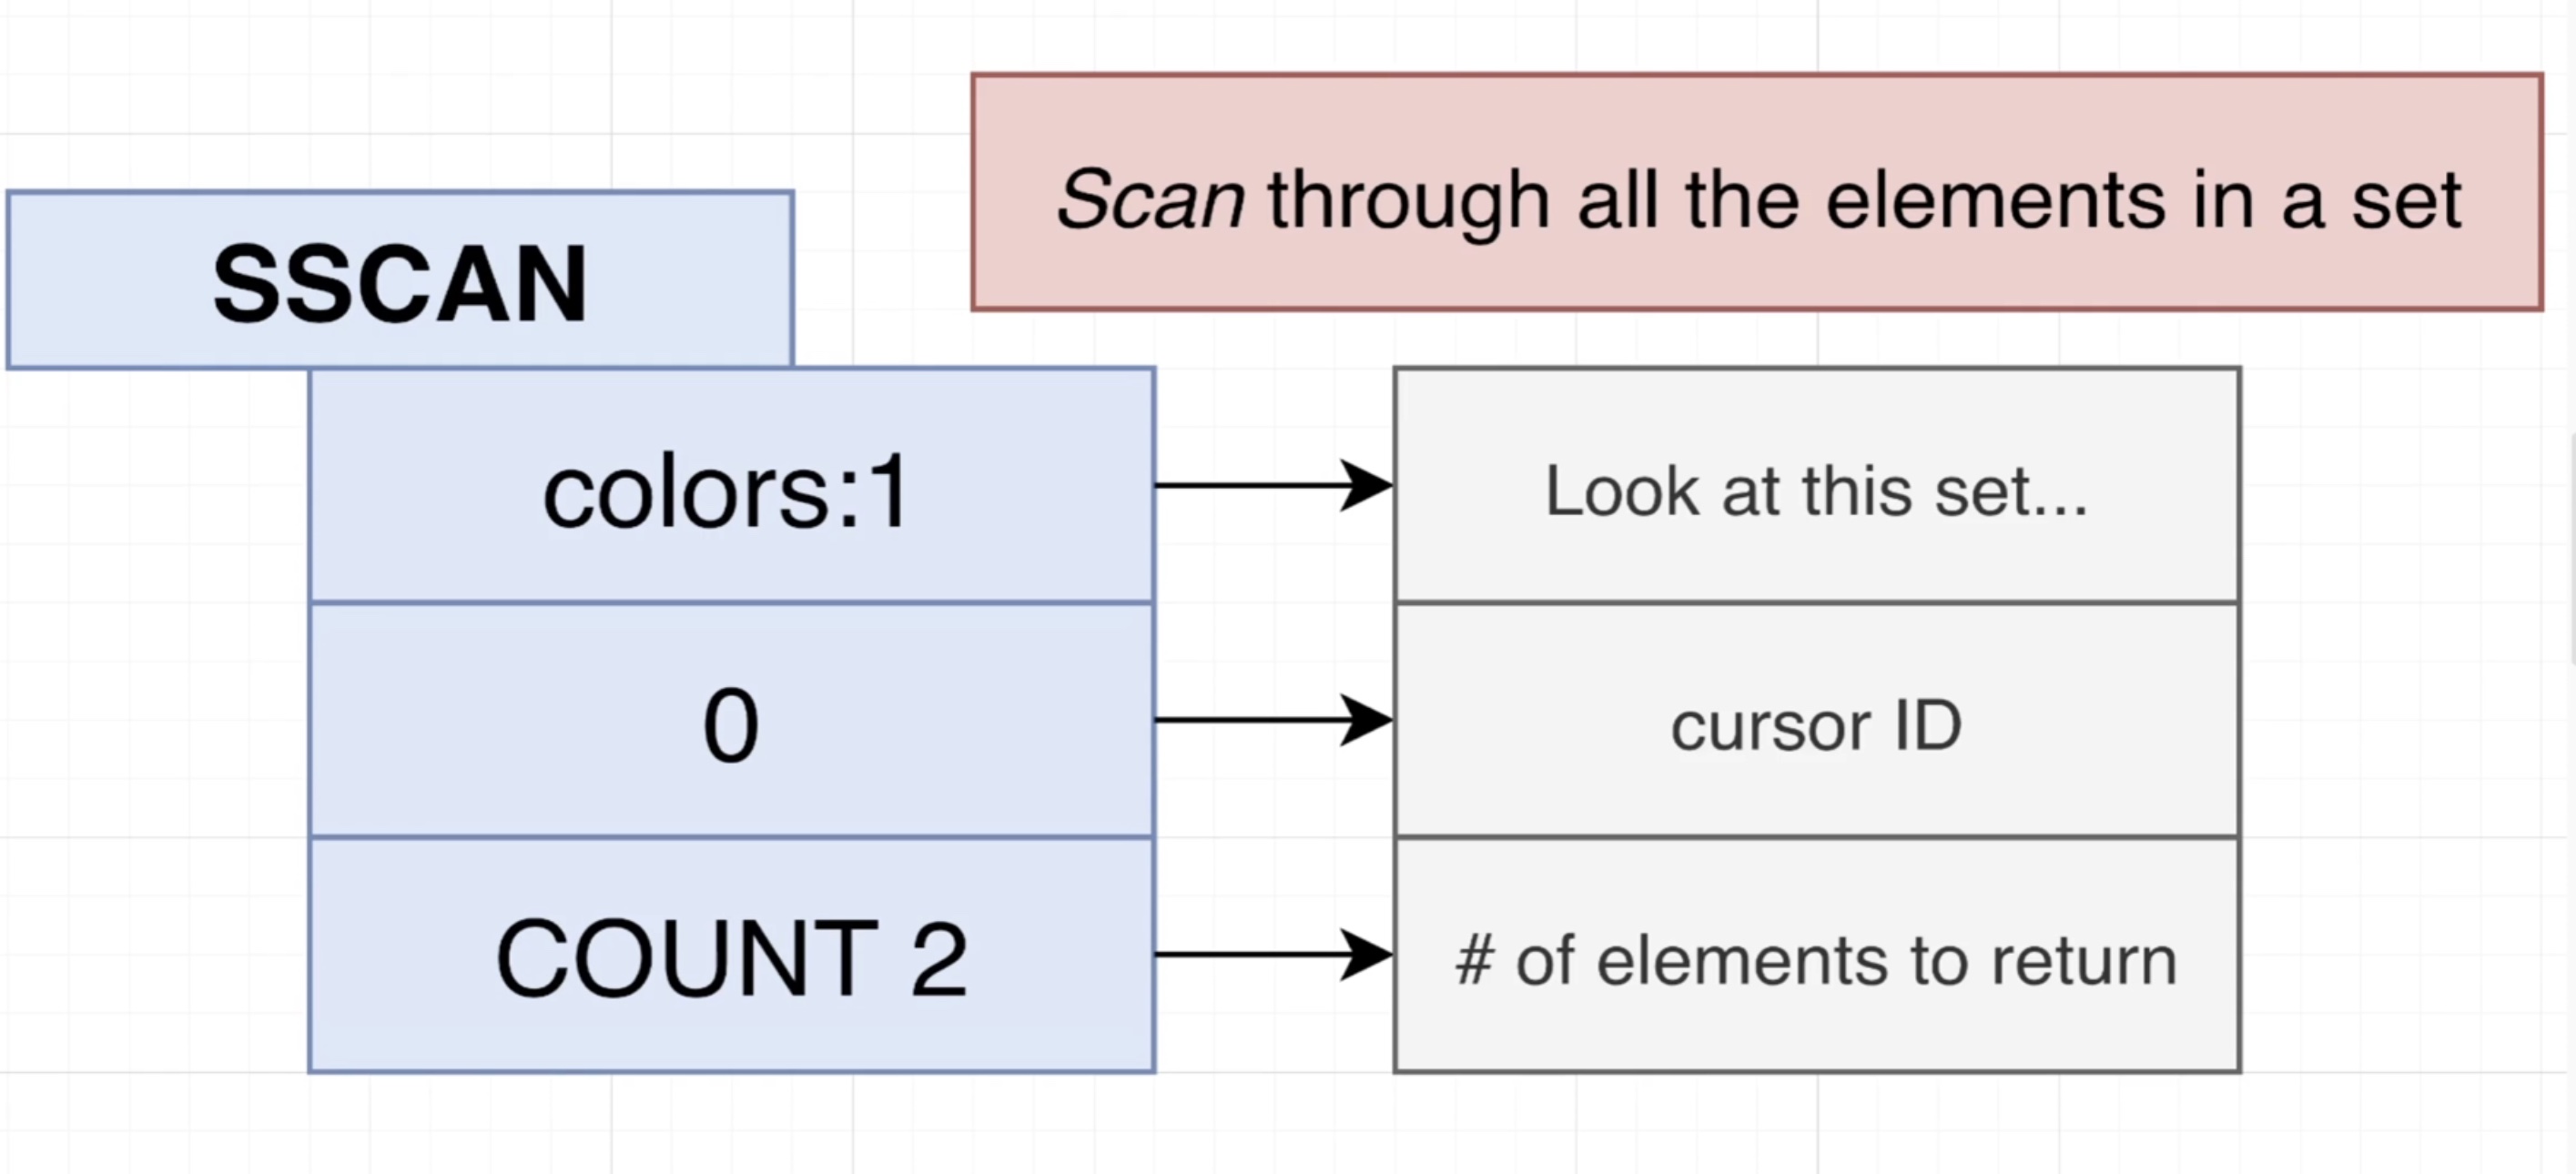 Scan through all the elements in a set
SSCAN
colors:1
Look at this set...
0
cursor ID
COUNT 2
# of elements to return